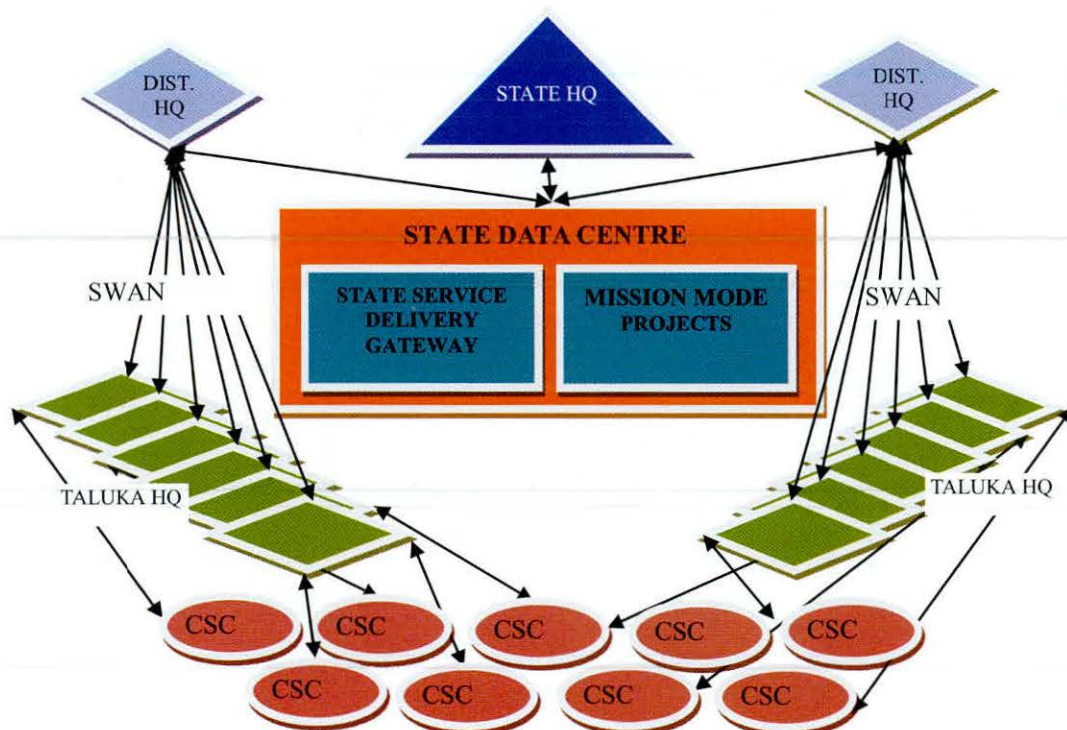 DIST.
HQ
STATE HQ
DIST.
HQ
STATE DATA CENTRE
STATE SERVICE
DELIVERY
GATEWAY
MISSION MODE
PROJECTS
SWAN
SWAN
TALUKA HQ
TALUKA HQ
CSC
CSC
CSC
CSC
CSC
CSC
CSC
CSC
CSC